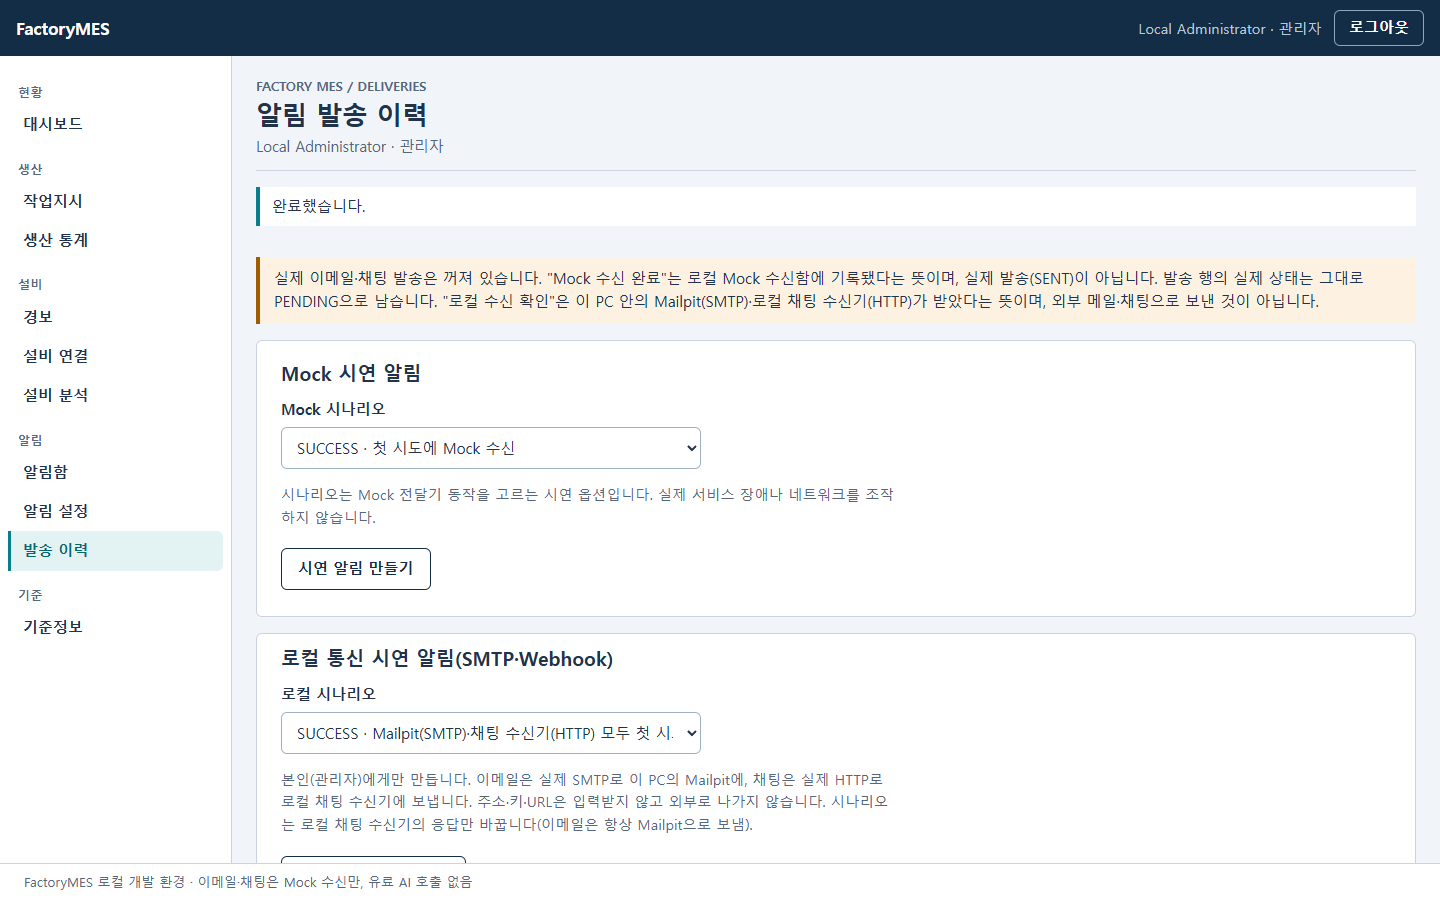 FactoryMES
Local Administrator · 관리자
로그아웃
현황
대시보드
생산
작업지시
생산 통계
설비
경보
설비 연결
설비 분석
알림
알림함
알림 설정
발송 이력
기준
기준정보
FACTORY MES / DELIVERIES
알림 발송 이력
Local Administrator · 관리자
완료했습니다.
실제 이메일·채팅 발송은 꺼져 있습니다. "Mock 수신 완료"는 로컬 Mock 수신함에 기록됐다는 뜻이며, 실제 발송(SENT)이 아닙니다. 발송 행의 실제 상태는 그대로
PENDING으로 남습니다. "로컬 수신 확인"은 이 PC 안의 Mailpit(SMTP)·로컬 채팅 수신기(HTTP)가 받았다는 뜻이며, 외부 메일·채팅으로 보낸 것이 아닙니다.
Mock 시연 알림
Mock 시나리오
SUCCESS · 첫 시도에 Mock 수신
시나리오는 Mock 전달기 동작을 고르는 시연 옵션입니다. 실제 서비스 장애나 네트워크를 조작
하지 않습니다.
시연 알림 만들기
로컬 통신 시연 알림(SMTP·Webhook)
로컬 시나리오
SUCCESS · Mailpit(SMTP)·채팅 수신기(HTTP) 모두 첫 시.
본인(관리자)에게만 만듭니다. 이메일은 실제 SMTP로 이 PC의 Mailpit에, 채팅은 실제 HTTP로
로컬 채팅 수신기에 보냅니다. 주소·키·URL은 입력받지 않고 외부로 나가지 않습니다. 시나리오
는 로컬 채팅 수신기의 응답만 바꿉니다(이메일은 항상 Mailpit으로 보냄).
FactoryMES 로컬 개발 환경 · 이메일·채팅은 Mock 수신만, 유료 AI 호출 없음